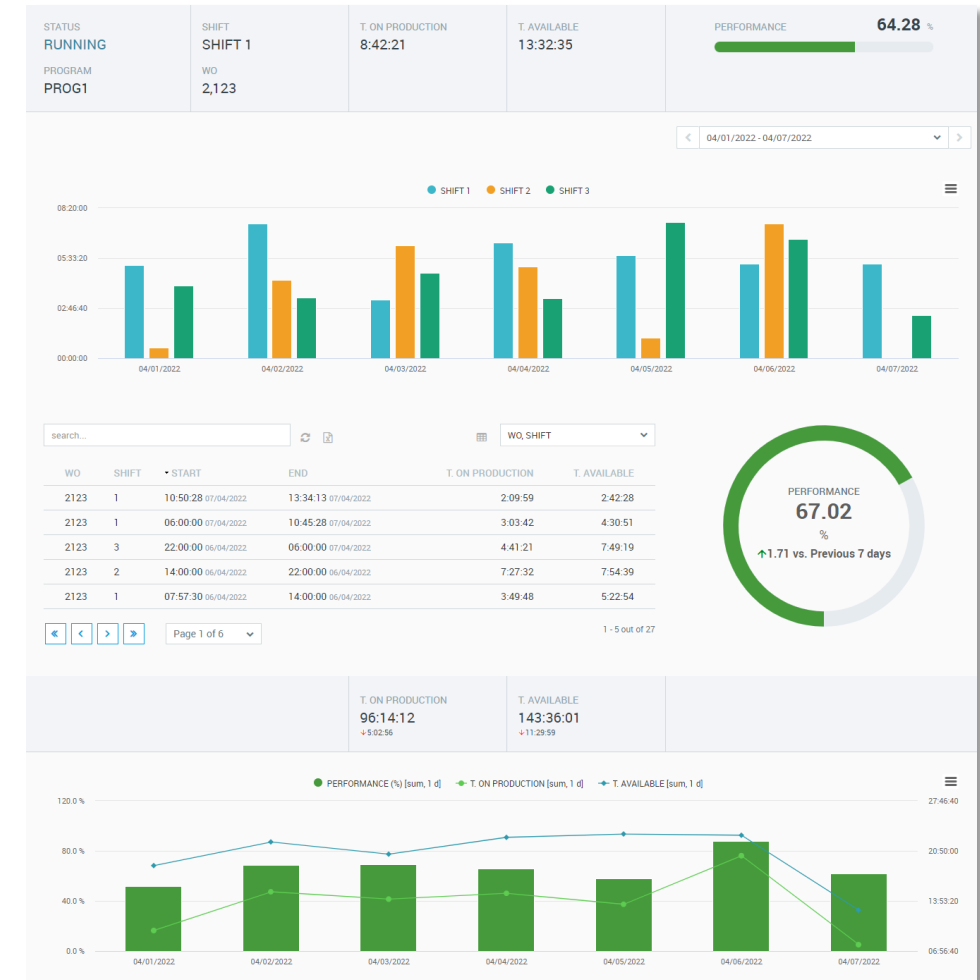 STATUS
RUNNING
PROGRAM
PROG1
SHIFT
SHIFT 1
WO
2,123
T. ON PRODUCTION
8:42:21
T. AVAILABLE
13:32:35
PERFORMANCE 64.28 %
04/01/2022 - 04/07/2022
SHIFT 1 SHIFT 2 SHIFT 3
08:20:00
05:33:20
02:46:40
00:00:00
04/01/2022 04/02/2022 04/03/2022 04/04/2022 04/05/2022 04/06/2022 04/07/2022
search...
WO, SHIFT
WO SHIFT START END T. ON PRODUCTION T. AVAILABLE
2123 1 10:50:28 07/04/2022 13:34:13 07/04/2022 2:09:59 2:42:28
2123 1 06:00:00 07/04/2022 10:45:28 07/04/2022 3:03:42 4:30:51
2123 3 22:00:00 06/04/2022 06:00:00 07/04/2022 4:41:21 7:49:19
2123 2 14:00:00 06/04/2022 22:00:00 06/04/2022 7:27:32 7:54:39
2123 1 07:57:30 06/04/2022 14:00:00 06/04/2022 3:49:48 5:22:54
Page 1 of 6
1 - 5 out of 27
PERFORMANCE
67.02
%
↑1.71 vs. Previous 7 days
T. ON PRODUCTION
96:14:12
↓5:02:56
T. AVAILABLE
143:36:01
↓11:29:59
PERFORMANCE (%) [sum, 1 d] T. ON PRODUCTION [sum, 1 d] T. AVAILABLE [sum, 1 d]
120.0 % 27:46:40
80.0 % 20:50:00
40.0 % 13:53:20
0.0 % 06:56:40
04/01/2022 04/02/2022 04/03/2022 04/04/2022 04/05/2022 04/06/2022 04/07/2022